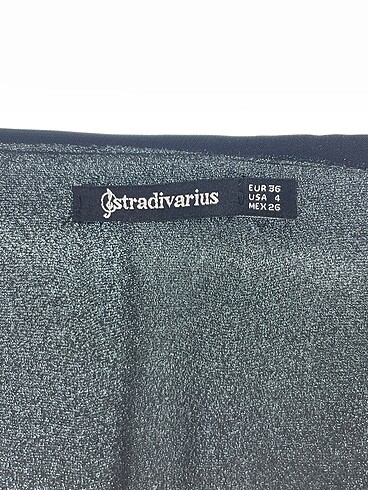 stradivarius
EUR 36
USA 4
MEX 26